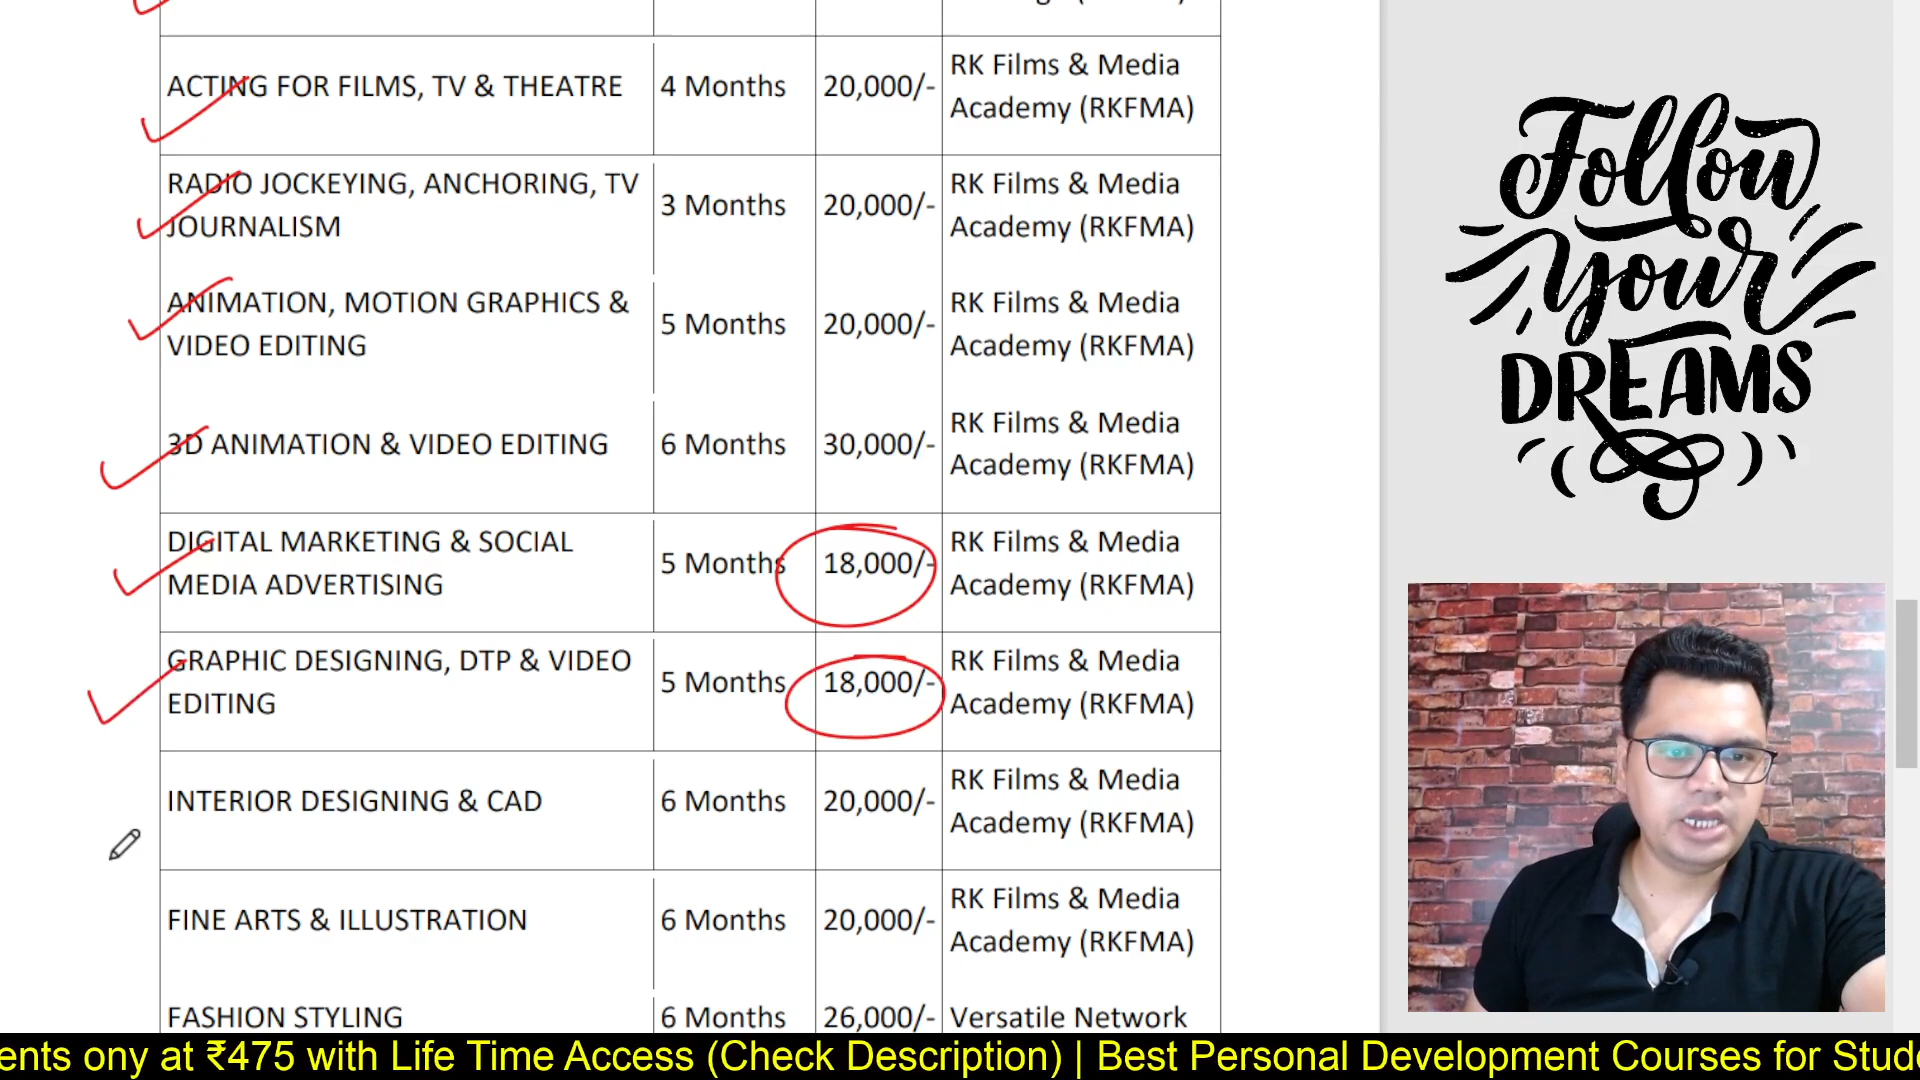 ACTING FOR FILMS, TV & THEATRE 4 Months 20,000/- RK Films & Media
Academy (RKFMA)
RADIO JOCKEYING, ANCHORING, TV
JOURNALISM 3 Months 20,000/- RK Films & Media
Academy (RKFMA)
ANIMATION, MOTION GRAPHICS &
VIDEO EDITING 5 Months 20,000/- RK Films & Media
Academy (RKFMA)
3D ANIMATION & VIDEO EDITING 6 Months 30,000/- RK Films & Media
Academy (RKFMA)
DIGITAL MARKETING & SOCIAL
MEDIA ADVERTISING 5 Months 18,000/- RK Films & Media
Academy (RKFMA)
GRAPHIC DESIGNING, DTP & VIDEO
EDITING 5 Months 18,000/- RK Films & Media
Academy (RKFMA)
INTERIOR DESIGNING & CAD 6 Months 20,000/- RK Films & Media
Academy (RKFMA)
FINE ARTS & ILLUSTRATION 6 Months 20,000/- RK Films & Media
Academy (RKFMA)
FASHION STYLING 6 Months 26,000/- Versatile Network
Follow
Your
DREAMS
ents ony at ₹475 with Life Time Access (Check Description) | Best Personal Development Courses for Stude